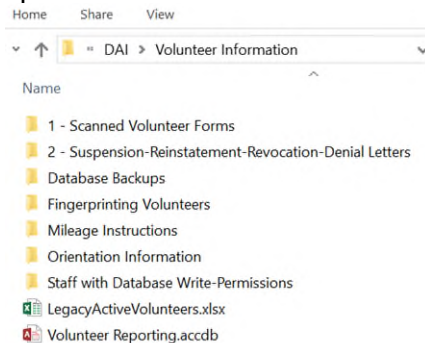 Home Share View
« DAI > Volunteer Information
Name
1 - Scanned Volunteer Forms
2 - Suspension-Reinstatement-Revocation-Denial Letters
Database Backups
Fingerprinting Volunteers
Mileage Instructions
Orientation Information
Staff with Database Write-Permissions
LegacyActiveVolunteers.xlsx
Volunteer Reporting.accdb